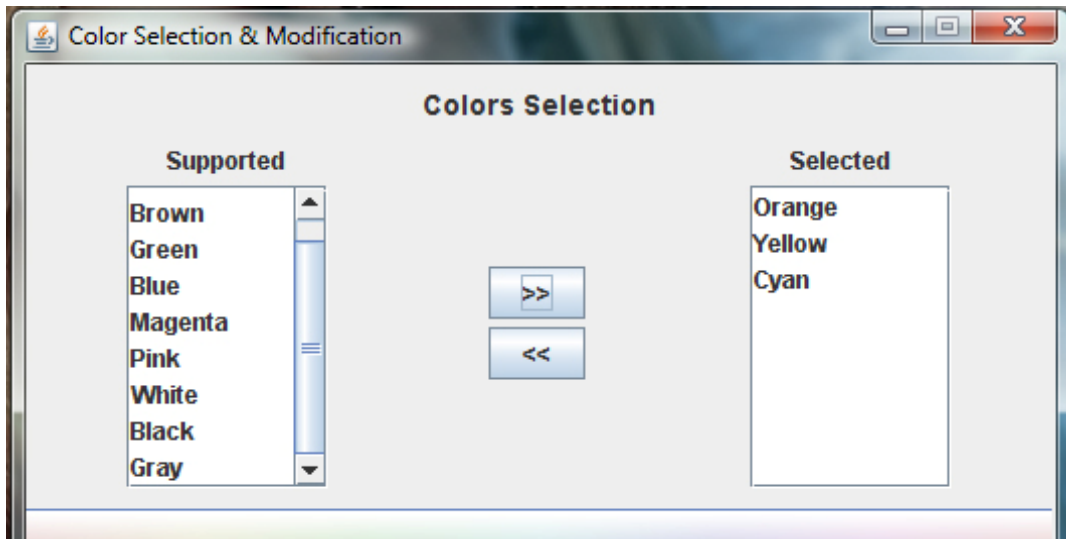 Color Selection & Modification
Colors Selection
Supported
Brown
Green
Blue
Magenta
Pink
White
Black
Gray
>>
<<
Selected
Orange
Yellow
Cyan